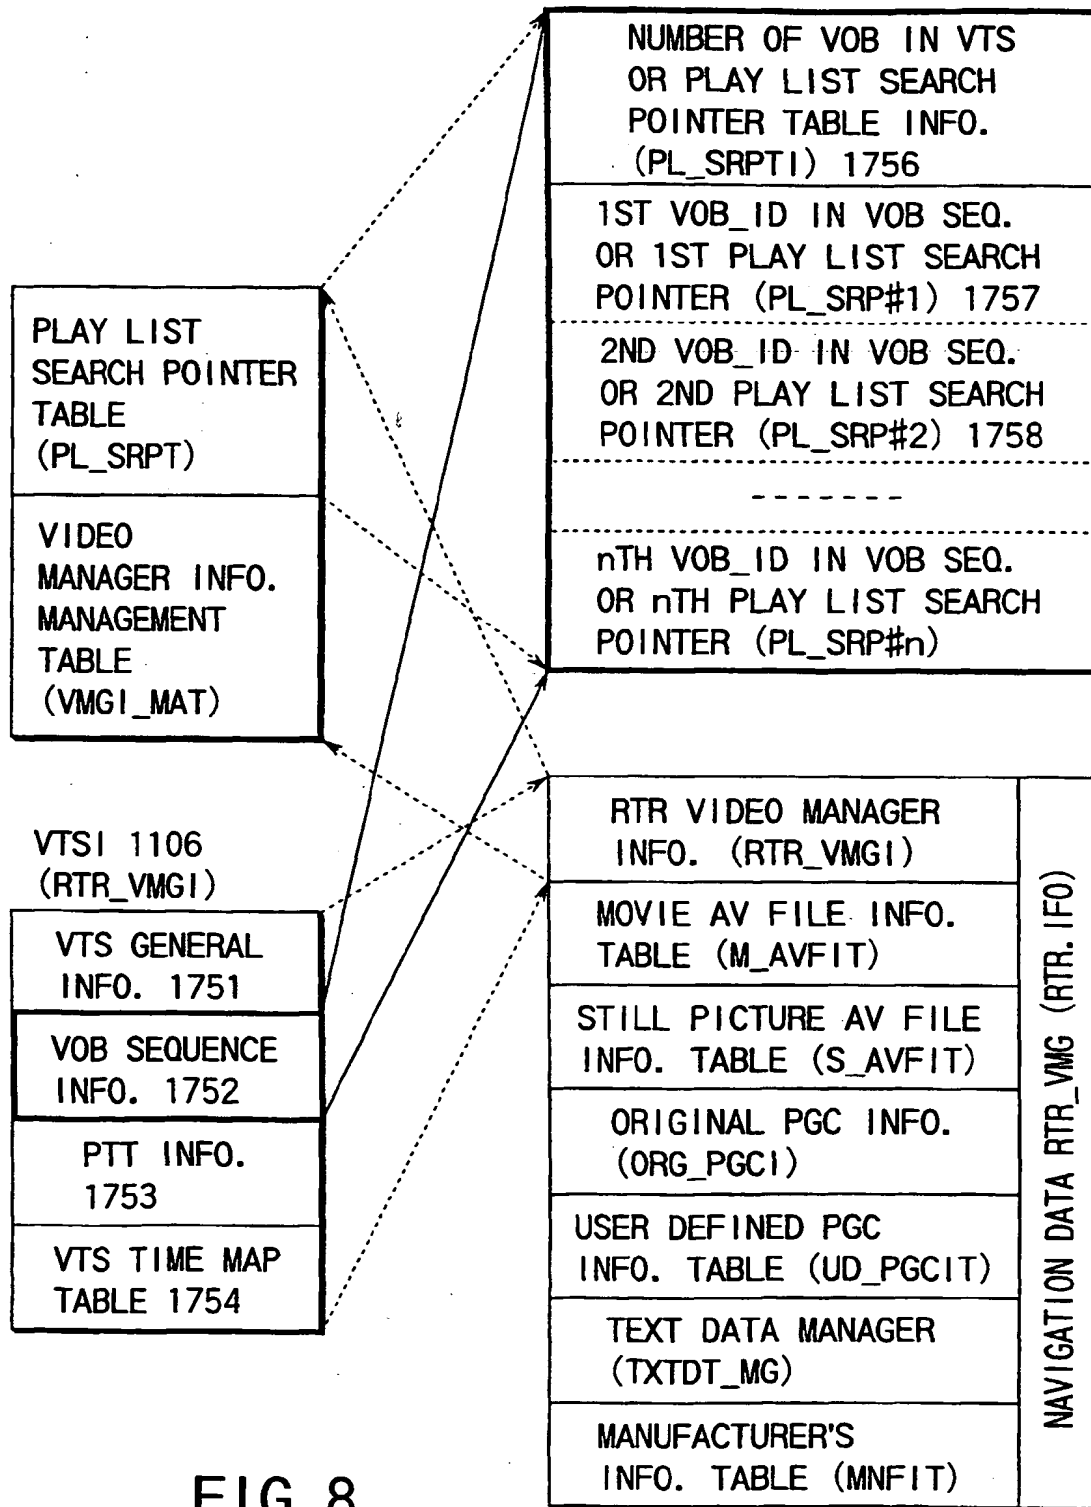 NUMBER OF VOB IN VTS
OR PLAY LIST SEARCH
POINTER TABLE INFO.
(PL_SRPTI) 1756
1ST VOB_ID IN VOB SEQ.
OR 1ST PLAY LIST SEARCH
POINTER (PL_SRP#1) 1757
2ND VOB_ID IN VOB SEQ.
OR 2ND PLAY LIST SEARCH
POINTER (PL_SRP#2) 1758
-------
nTH VOB_ID IN VOB SEQ.
OR nTH PLAY LIST SEARCH
POINTER (PL_SRP#n)
PLAY LIST
SEARCH POINTER
TABLE
(PL_SRPT)
VIDEO
MANAGER INFO.
MANAGEMENT
TABLE
(VMGI_MAT)
VTSI 1106
(RTR_VMGI)
VTS GENERAL
INFO. 1751
VOB SEQUENCE
INFO. 1752
PTT INFO.
1753
VTS TIME MAP
TABLE 1754
RTR VIDEO MANAGER
INFO. (RTR_VMGI)
MOVIE AV FILE INFO.
TABLE (M_AVFIT)
STILL PICTURE AV FILE
INFO. TABLE (S_AVFIT)
ORIGINAL PGC INFO.
(ORG_PGCI)
USER DEFINED PGC
INFO. TABLE (UD_PGCIT)
TEXT DATA MANAGER
(TXTDT_MG)
MANUFACTURER'S
INFO. TABLE (MNFIT)
NAVIGATION DATA RTR_VMG (RTR.IFO)
FIG. 8